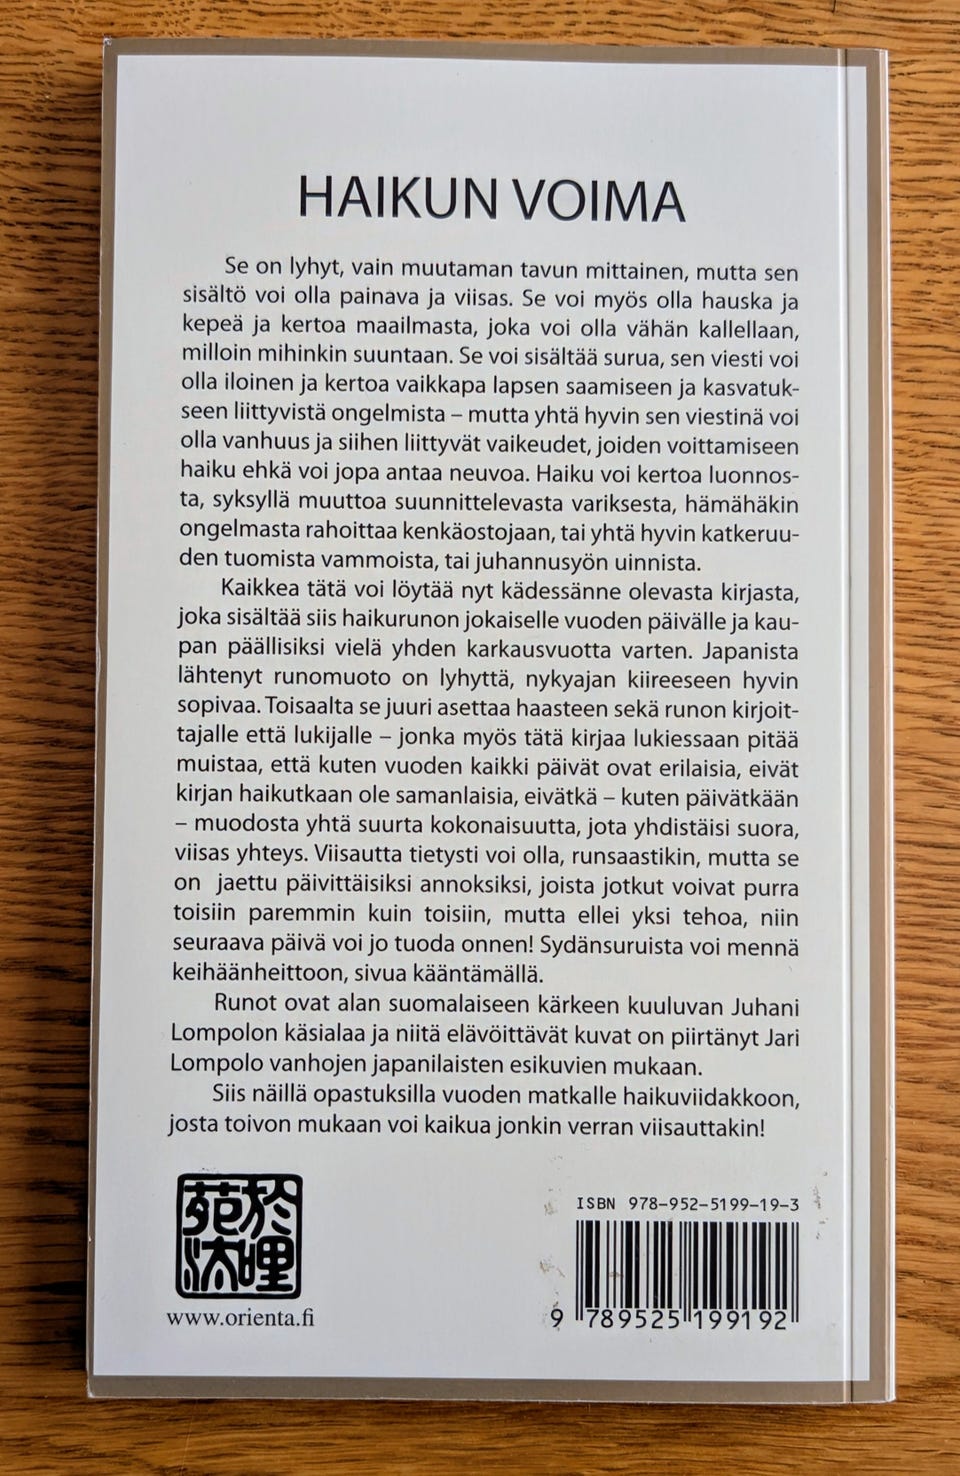 HAIKUN VOIMA
Se on lyhyt, vain muutaman tavun mittainen, mutta sen
sisältö voi olla painava ja viisas. Se voi myös olla hauska ja
kepeä ja kertoa maailmasta, joka voi olla vähän kallellaan,
milloin mihinkin suuntaan. Se voi sisältää surua, sen viesti voi
olla iloinen ja kertoa vaikkapa lapsen saamiseen ja kasvatuk-
seen liittyvistä ongelmista – mutta yhtä hyvin sen viestinä voi
olla vanhuus ja siihen liittyvät vaikeudet, joiden voittamiseen
haiku ehkä voi jopa antaa neuvoa. Haiku voi kertoa luonnos-
ta, syksyllä muuttoa suunnittelevasta variksesta, hämähäkin
ongelmasta rahoittaa kenkäostojaan, tai yhtä hyvin katkeruu-
den tuomista vammoista, tai juhannusyön uinnista.
Kaikkea tätä voi löytää nyt kädessänne olevasta kirjasta,
joka sisältää siis haikurunon jokaiselle vuoden päivälle ja kau-
pan päällisiksi vielä yhden karkausvuotta varten. Japanista
lähtenyt runomuoto on lyhyttä, nykyajan kiireeseen hyvin
sopivaa. Toisaalta se juuri asettaa haasteen sekä runon kirjoit-
tajalle että lukijalle – jonka myös tätä kirjaa lukiessaan pitää
muistaa, että kuten vuoden kaikki päivät ovat erilaisia, eivät
kirjan haikutkaan ole samanlaisia, eivätkä – kuten päivätkään
– muodosta yhtä suurta kokonaisuutta, jota yhdistäisi suora,
viisas yhteys. Viisautta tietysti voi olla, runsaastikin, mutta se
on jaettu päivittäisiksi annoksiksi, joista jotkut voivat purra
toisiin paremmin kuin toisiin, mutta ellei yksi tehoa, niin
seuraava päivä voi jo tuoda onnen! Sydänsuruista voi mennä
keihäänheittoon, sivua kääntämällä.
Runot ovat alan suomalaiseen kärkeen kuuluvan Juhani
Lompolon käsialaa ja niitä elävöittävät kuvat on piirtänyt Jari
Lompolo vanhojen japanilaisten esikuvien mukaan.
Siis näillä opastuksilla vuoden matkalle haikuviidakkoon,
josta toivon mukaan voi kaikua jonkin verran viisauttakin!
www.orienta.fi
ISBN 978-952-5199-19-3
9 789525 199192